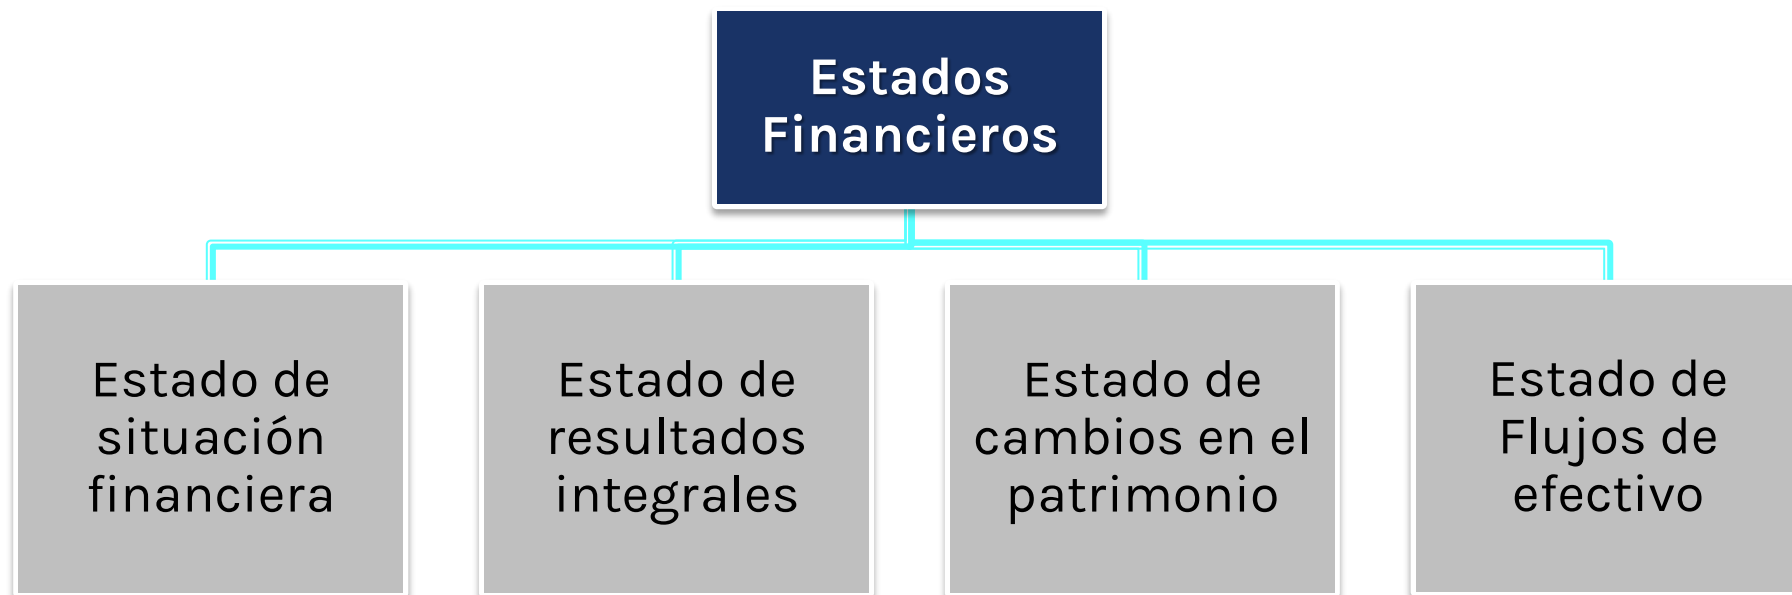 Estados
Financieros
Estado de
situación
financiera
Estado de
resultados
integrales
Estado de
cambios en el
patrimonio
Estado de
Flujos de
efectivo